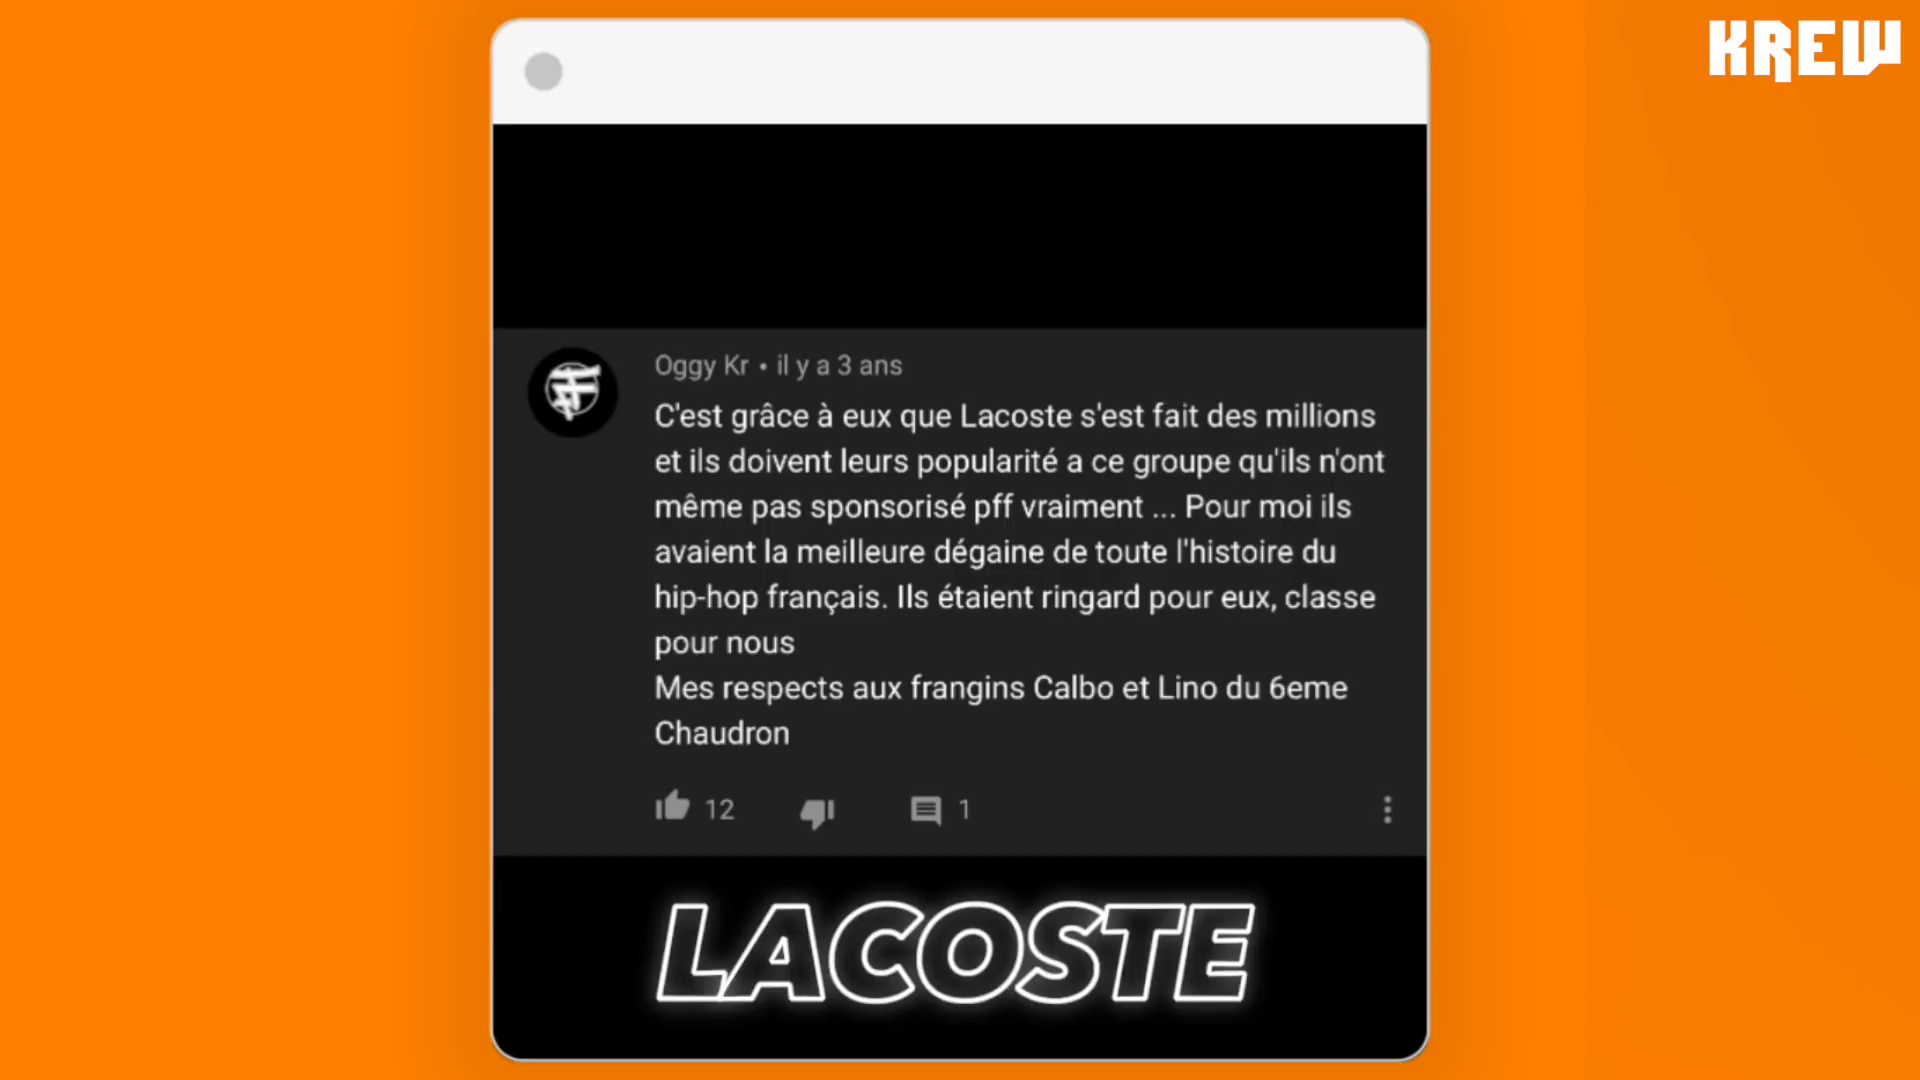 KREW
Oggy Kr • il y a 3 ans
C'est grâce à eux que Lacoste s'est fait des millions
et ils doivent leurs popularité a ce groupe qu'ils n'ont
même pas sponsorisé pff vraiment ... Pour moi ils
avaient la meilleure dégaine de toute l'histoire du
hip-hop français. Ils étaient ringard pour eux, classe
pour nous
Mes respects aux frangins Calbo et Lino du 6eme
Chaudron
12
1
LACOSTE